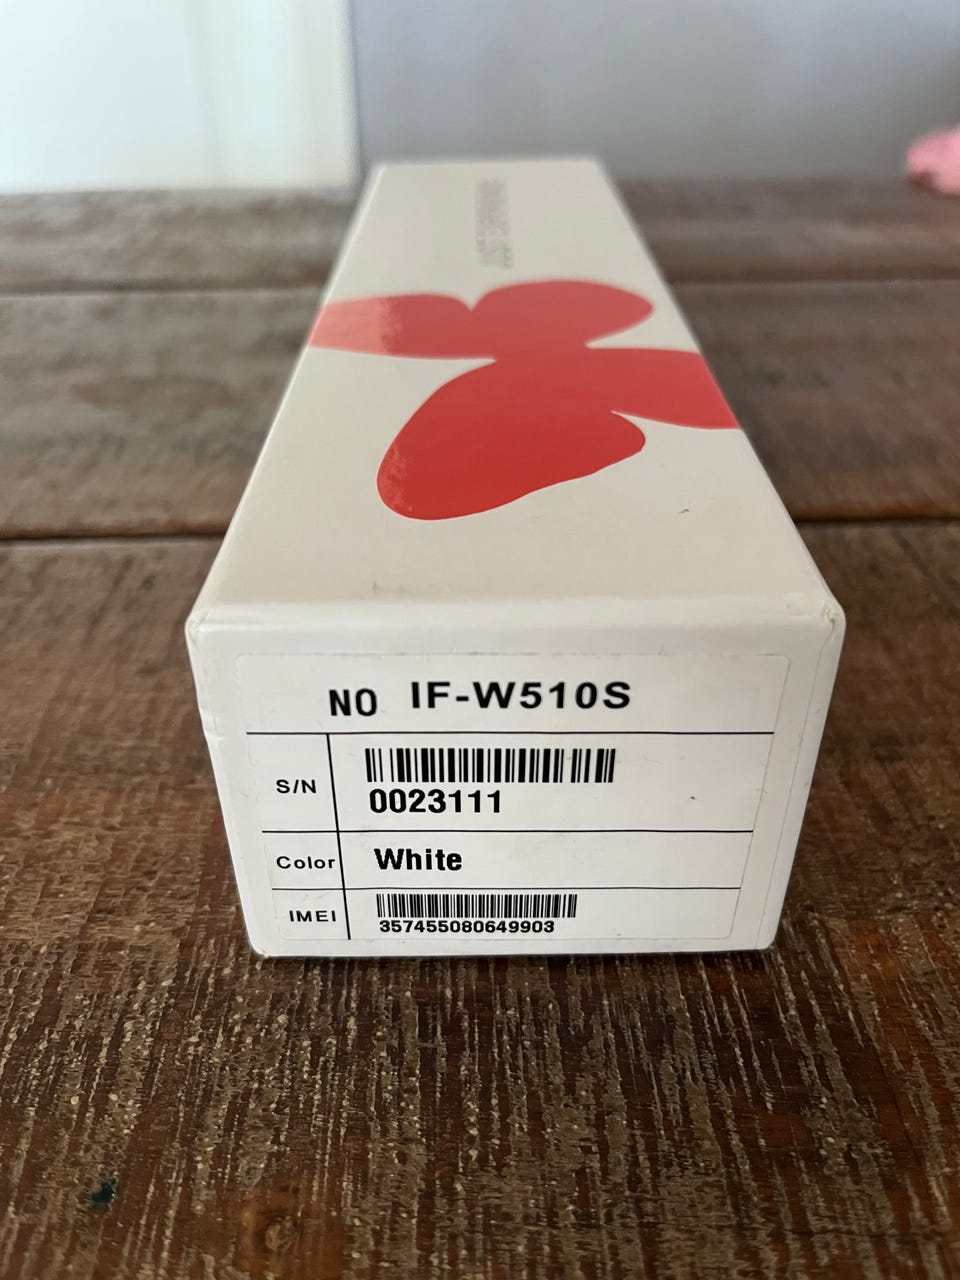 NO IF-W510S
S/N
0023111
Color White
IMEI
357455080649903